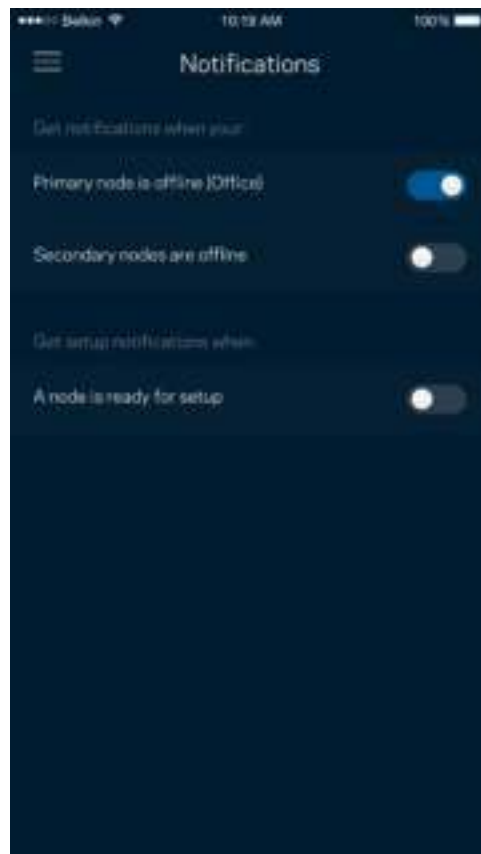 Belkin 10:19 AM 100%
Notifications
Get notifications when your:
Primary node is offline (Office)
Secondary nodes are offline
Get setup notifications when:
A node is ready for setup